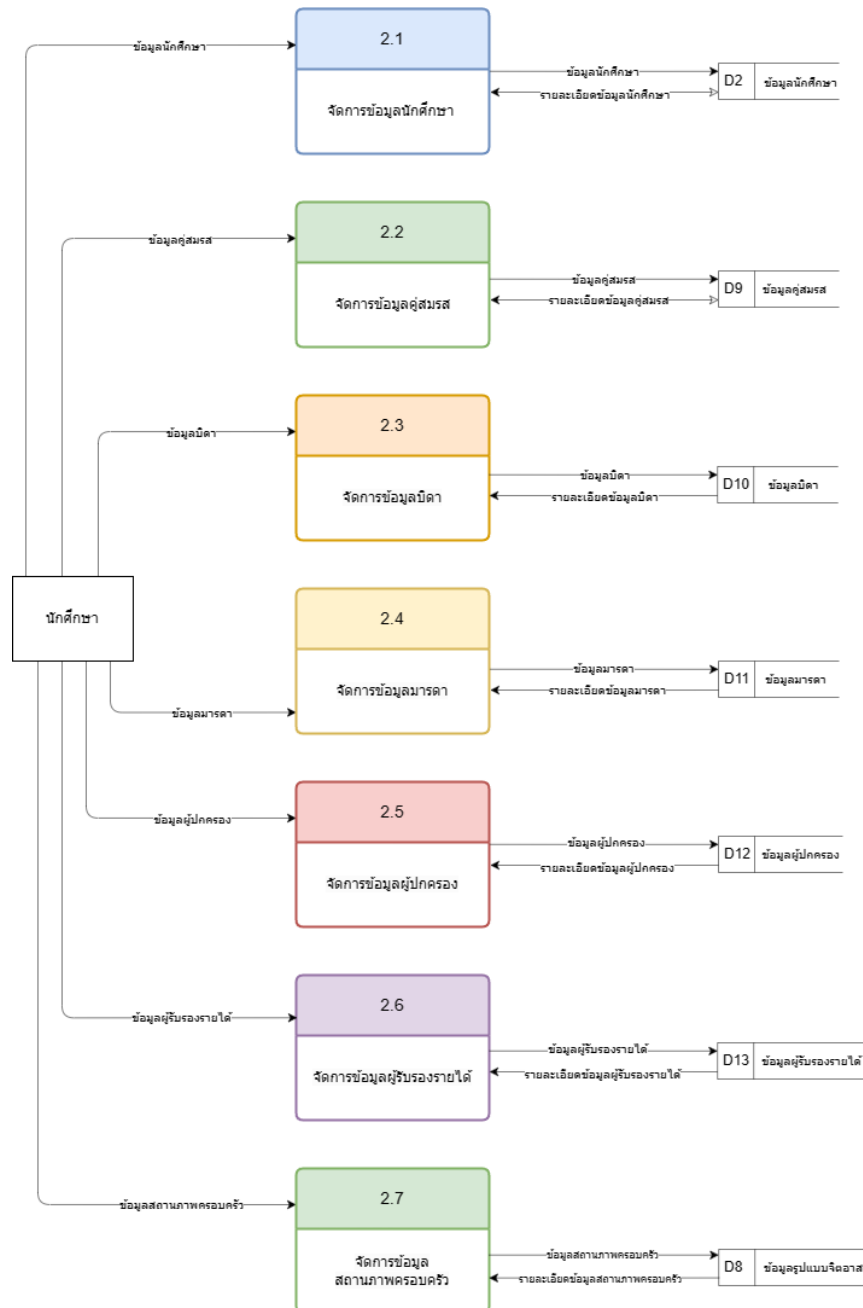 2.1
ข้อมูลนักศึกษา
จัดการข้อมูลนักศึกษา
ข้อมูลนักศึกษา
รายละเอียดข้อมูลนักศึกษา
D2 ข้อมูลนักศึกษา
2.2
ข้อมูลคู่สมรส
จัดการข้อมูลคู่สมรส
ข้อมูลคู่สมรส
รายละเอียดข้อมูลคู่สมรส
D9 ข้อมูลคู่สมรส
2.3
ข้อมูลบิดา
จัดการข้อมูลบิดา
ข้อมูลบิดา
รายละเอียดข้อมูลบิดา
D10 ข้อมูลบิดา
นักศึกษา
2.4
จัดการข้อมูลมารดา
ข้อมูลมารดา
ข้อมูลมารดา
รายละเอียดข้อมูลมารดา
D11 ข้อมูลมารดา
2.5
ข้อมูลผู้ปกครอง
จัดการข้อมูลผู้ปกครอง
ข้อมูลผู้ปกครอง
รายละเอียดข้อมูลผู้ปกครอง
D12 ข้อมูลผู้ปกครอง
2.6
ข้อมูลผู้รับรองรายได้
จัดการข้อมูลผู้รับรองรายได้
ข้อมูลผู้รับรองรายได้
รายละเอียดข้อมูลผู้รับรองรายได้
D13 ข้อมูลผู้รับรองรายได้
2.7
ข้อมูลสถานภาพครอบครัว
จัดการข้อมูล
สถานภาพครอบครัว
ข้อมูลสถานภาพครอบครัว
รายละเอียดข้อมูลสถานภาพครอบครัว
D8 ข้อมูลรูปแบบจิตอาส